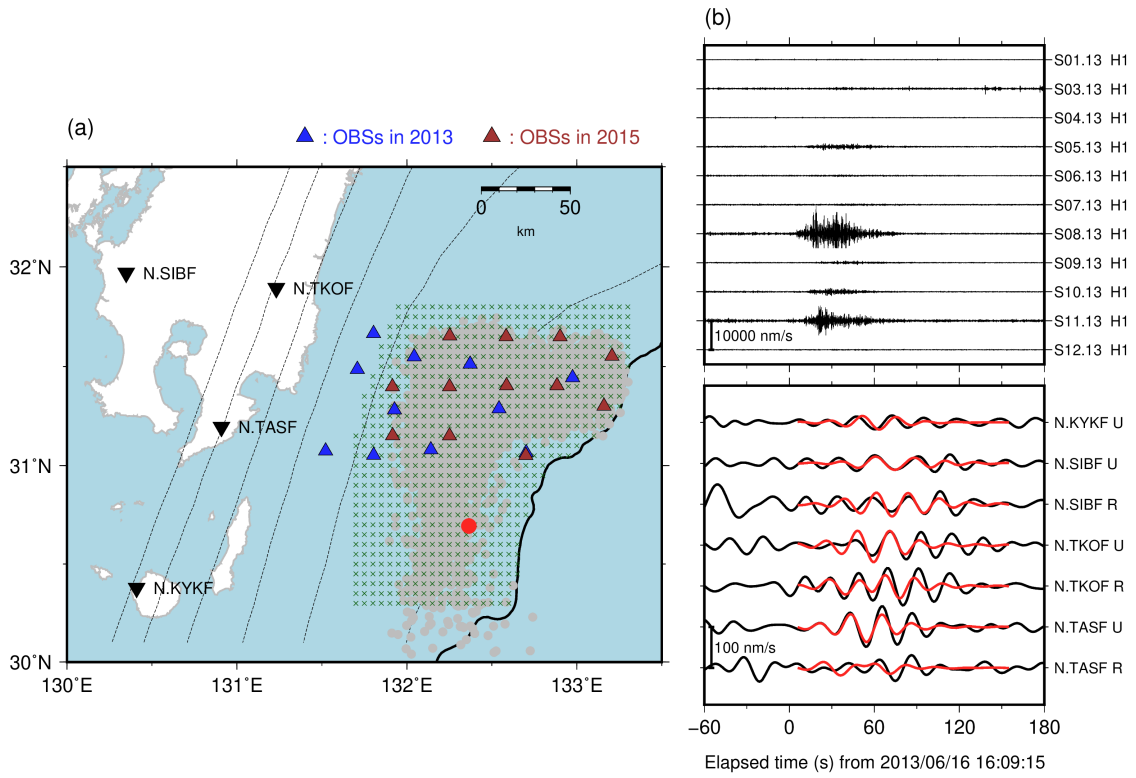 (a)
▲ : OBSs in 2013 ▲ : OBSs in 2015
0 50
km
N.SIBF
N.TKOF
N.TASF
N.KYKF
32˚N
31˚N
30˚N
130˚E 131˚E 132˚E 133˚E
(b)
S01.13 H1
S03.13 H1
S04.13 H1
S05.13 H1
S06.13 H1
S07.13 H1
S08.13 H1
S09.13 H1
S10.13 H1
S11.13 H1
10000 nm/s
S12.13 H1
N.KYKF U
N.SIBF U
N.SIBF R
N.TKOF U
N.TKOF R
N.TASF U
100 nm/s
N.TASF R
−60 0 60 120 180
Elapsed time (s) from 2013/06/16 16:09:15